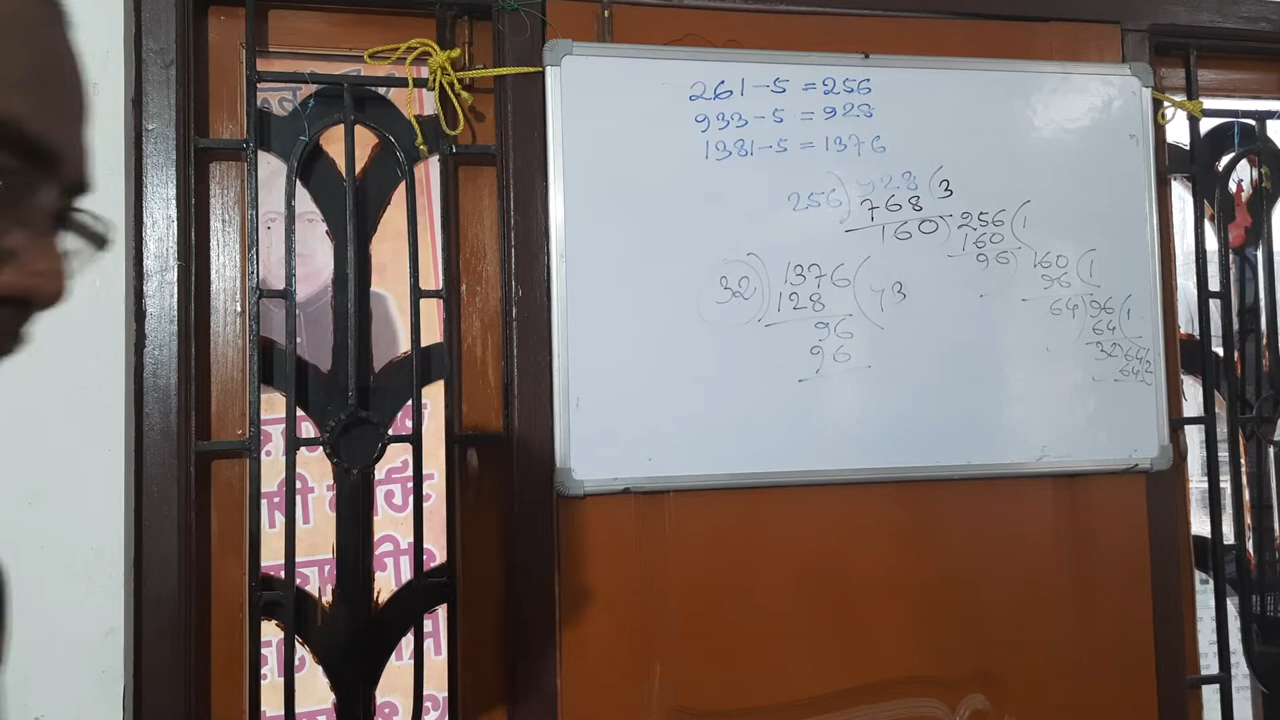 261-5 = 256
933-5 = 928
1381-5 = 1376
256) 928 (3
768
160) 256 (1
160
96) 160 (1
96
64) 96 (1
64
32) 64 (2
64
32) 1376 (43
128
96
96